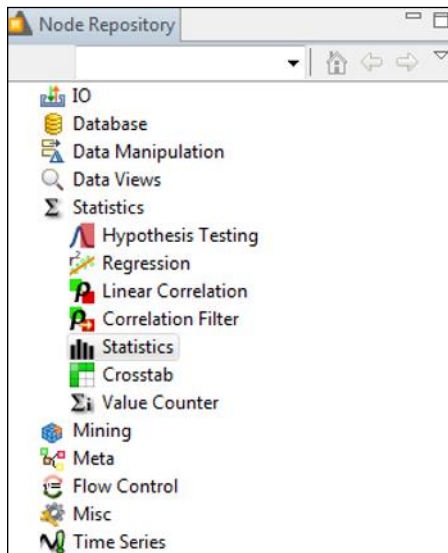 Node Repository
IO
Database
Data Manipulation
Data Views
Statistics
Hypothesis Testing
Regression
Linear Correlation
Correlation Filter
Statistics
Crosstab
Value Counter
Mining
Meta
Flow Control
Misc
Time Series